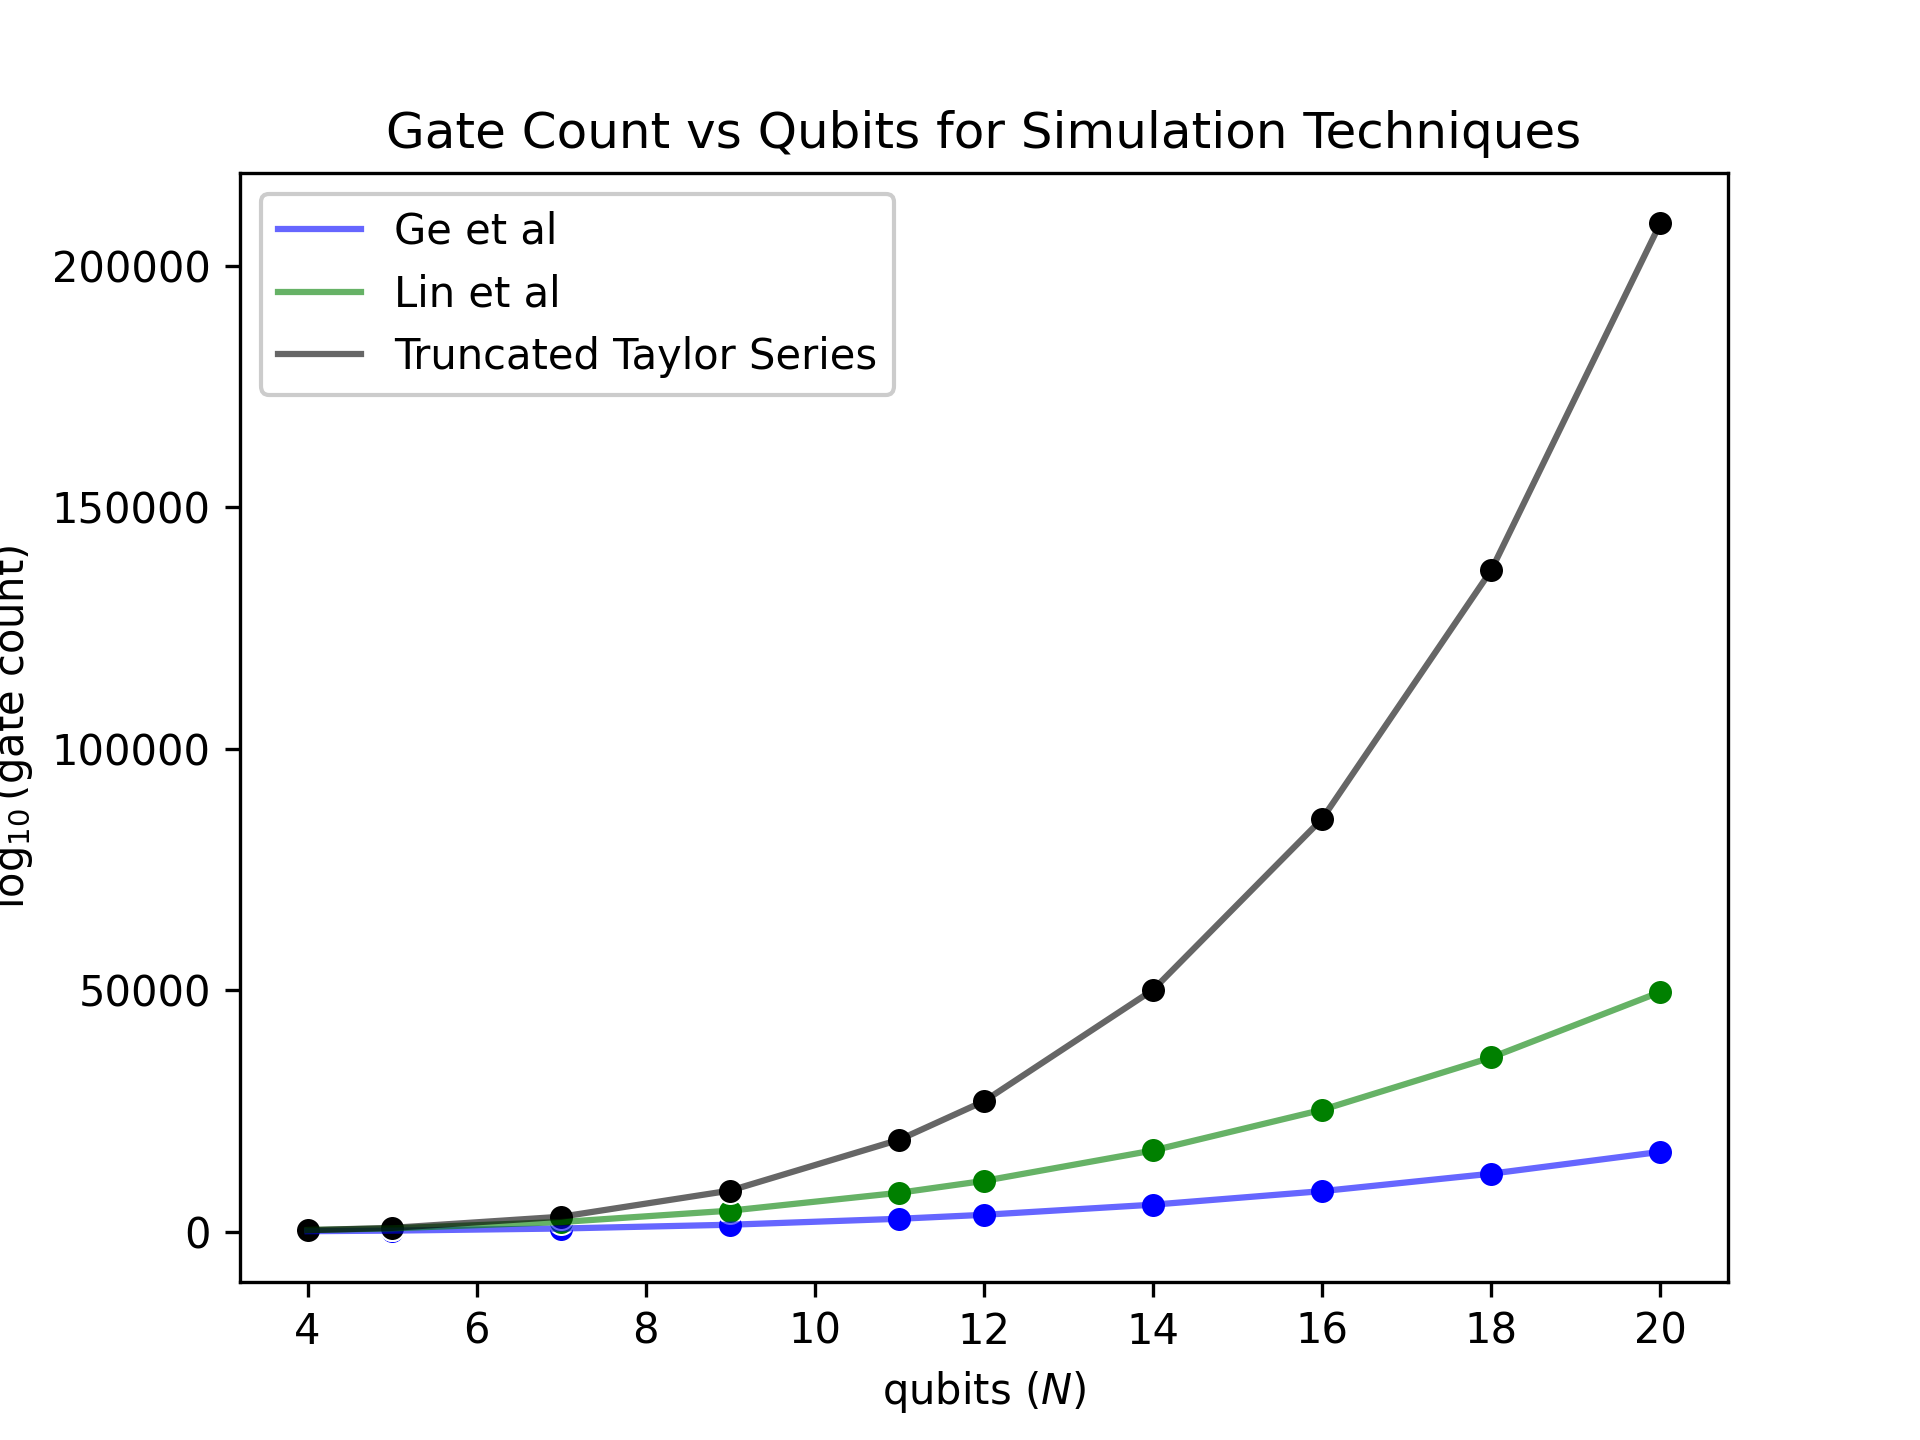 Gate Count vs Qubits for Simulation Techniques
Ge et al
Lin et al
Truncated Taylor Series
log₁₀(gate count)
200000
150000
100000
50000
0
4 6 8 10 12 14 16 18 20
qubits (N)